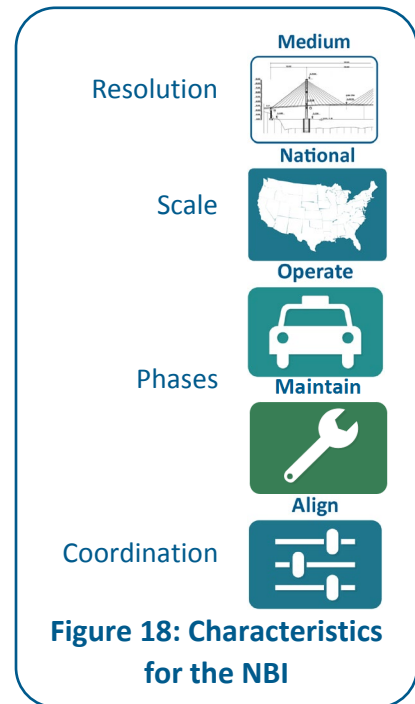 Medium
Resolution
National
Scale
Operate
Phases
Maintain
Align
Coordination
Figure 18: Characteristics
for the NBI